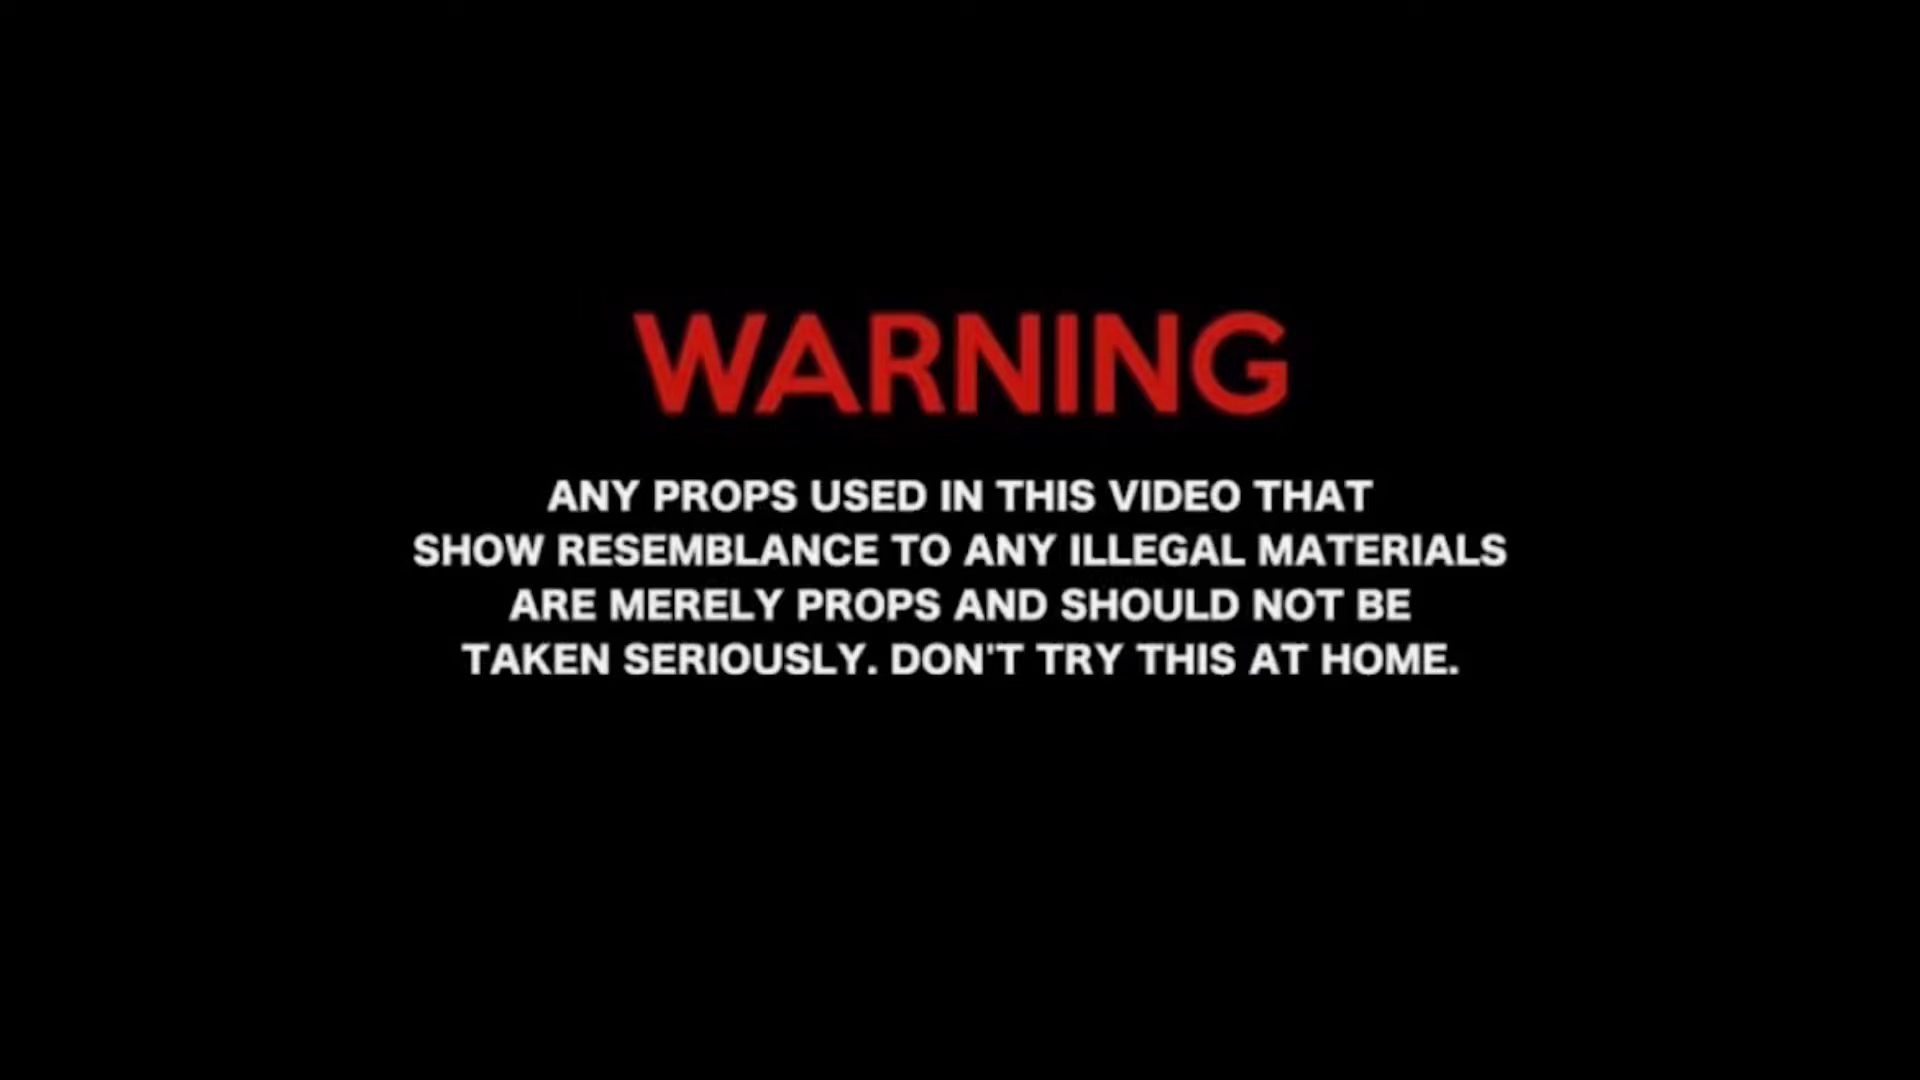 WARNING
ANY PROPS USED IN THIS VIDEO THAT
SHOW RESEMBLANCE TO ANY ILLEGAL MATERIALS
ARE MERELY PROPS AND SHOULD NOT BE
TAKEN SERIOUSLY. DON'T TRY THIS AT HOME.